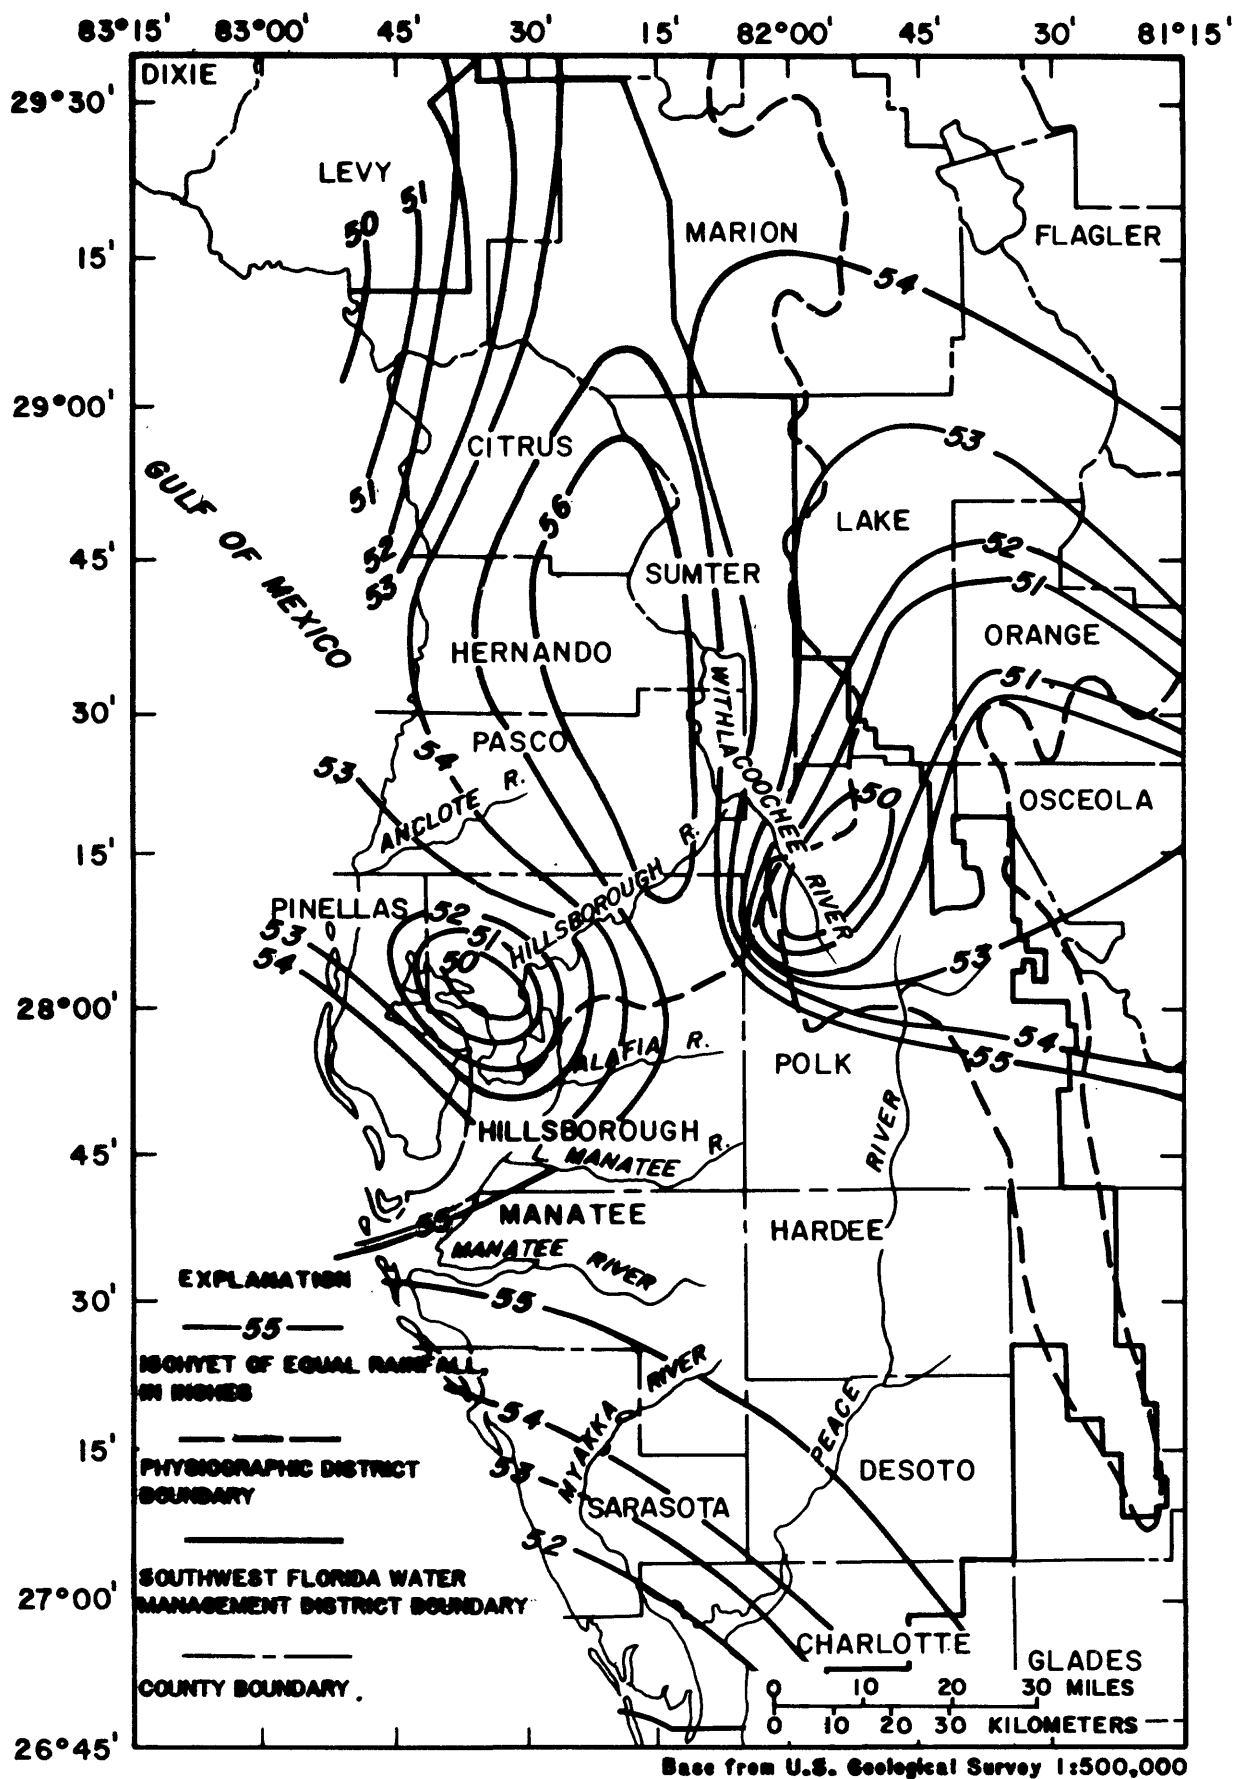 83°15' 83°00' 45' 30' 15' 82°00' 45' 30' 81°15'
DIXIE
29°30'
LEVY
51
50
MARION
FLAGLER
15'
54
29°00'
CITRUS
53
GULF OF MEXICO
51
56
LAKE
52
45'
52
SUMTER
51
53
HERNANDO
ORANGE
WITHLACOOCHEE RIVER
51
30'
PASCO
54
53
ANCLOTE R.
50
OSCEOLA
15'
HILLSBOROUGH R.
PINELLAS
52
53
51
54
50
53
28°00'
54
ALAFIA R.
POLK
55
HILLSBOROUGH
RIVER
45'
L. MANATEE R.
MANATEE
HARDEE
55
MANATEE RIVER
EXPLANATION
30'
55
55
ISOHYET OF EQUAL RAINFALL,
IN INCHES
MYAKKA RIVER
PEACE
54
15'
PHYSIOGRAPHIC DISTRICT
BOUNDARY
53
DESOTO
SARASOTA
52
SOUTHWEST FLORIDA WATER
MANAGEMENT DISTRICT BOUNDARY
27°00'
CHARLOTTE
GLADES
COUNTY BOUNDARY.
0 10 20 30 MILES
0 10 20 30 KILOMETERS
26°45'
Base from U.S. Geological Survey 1:500,000